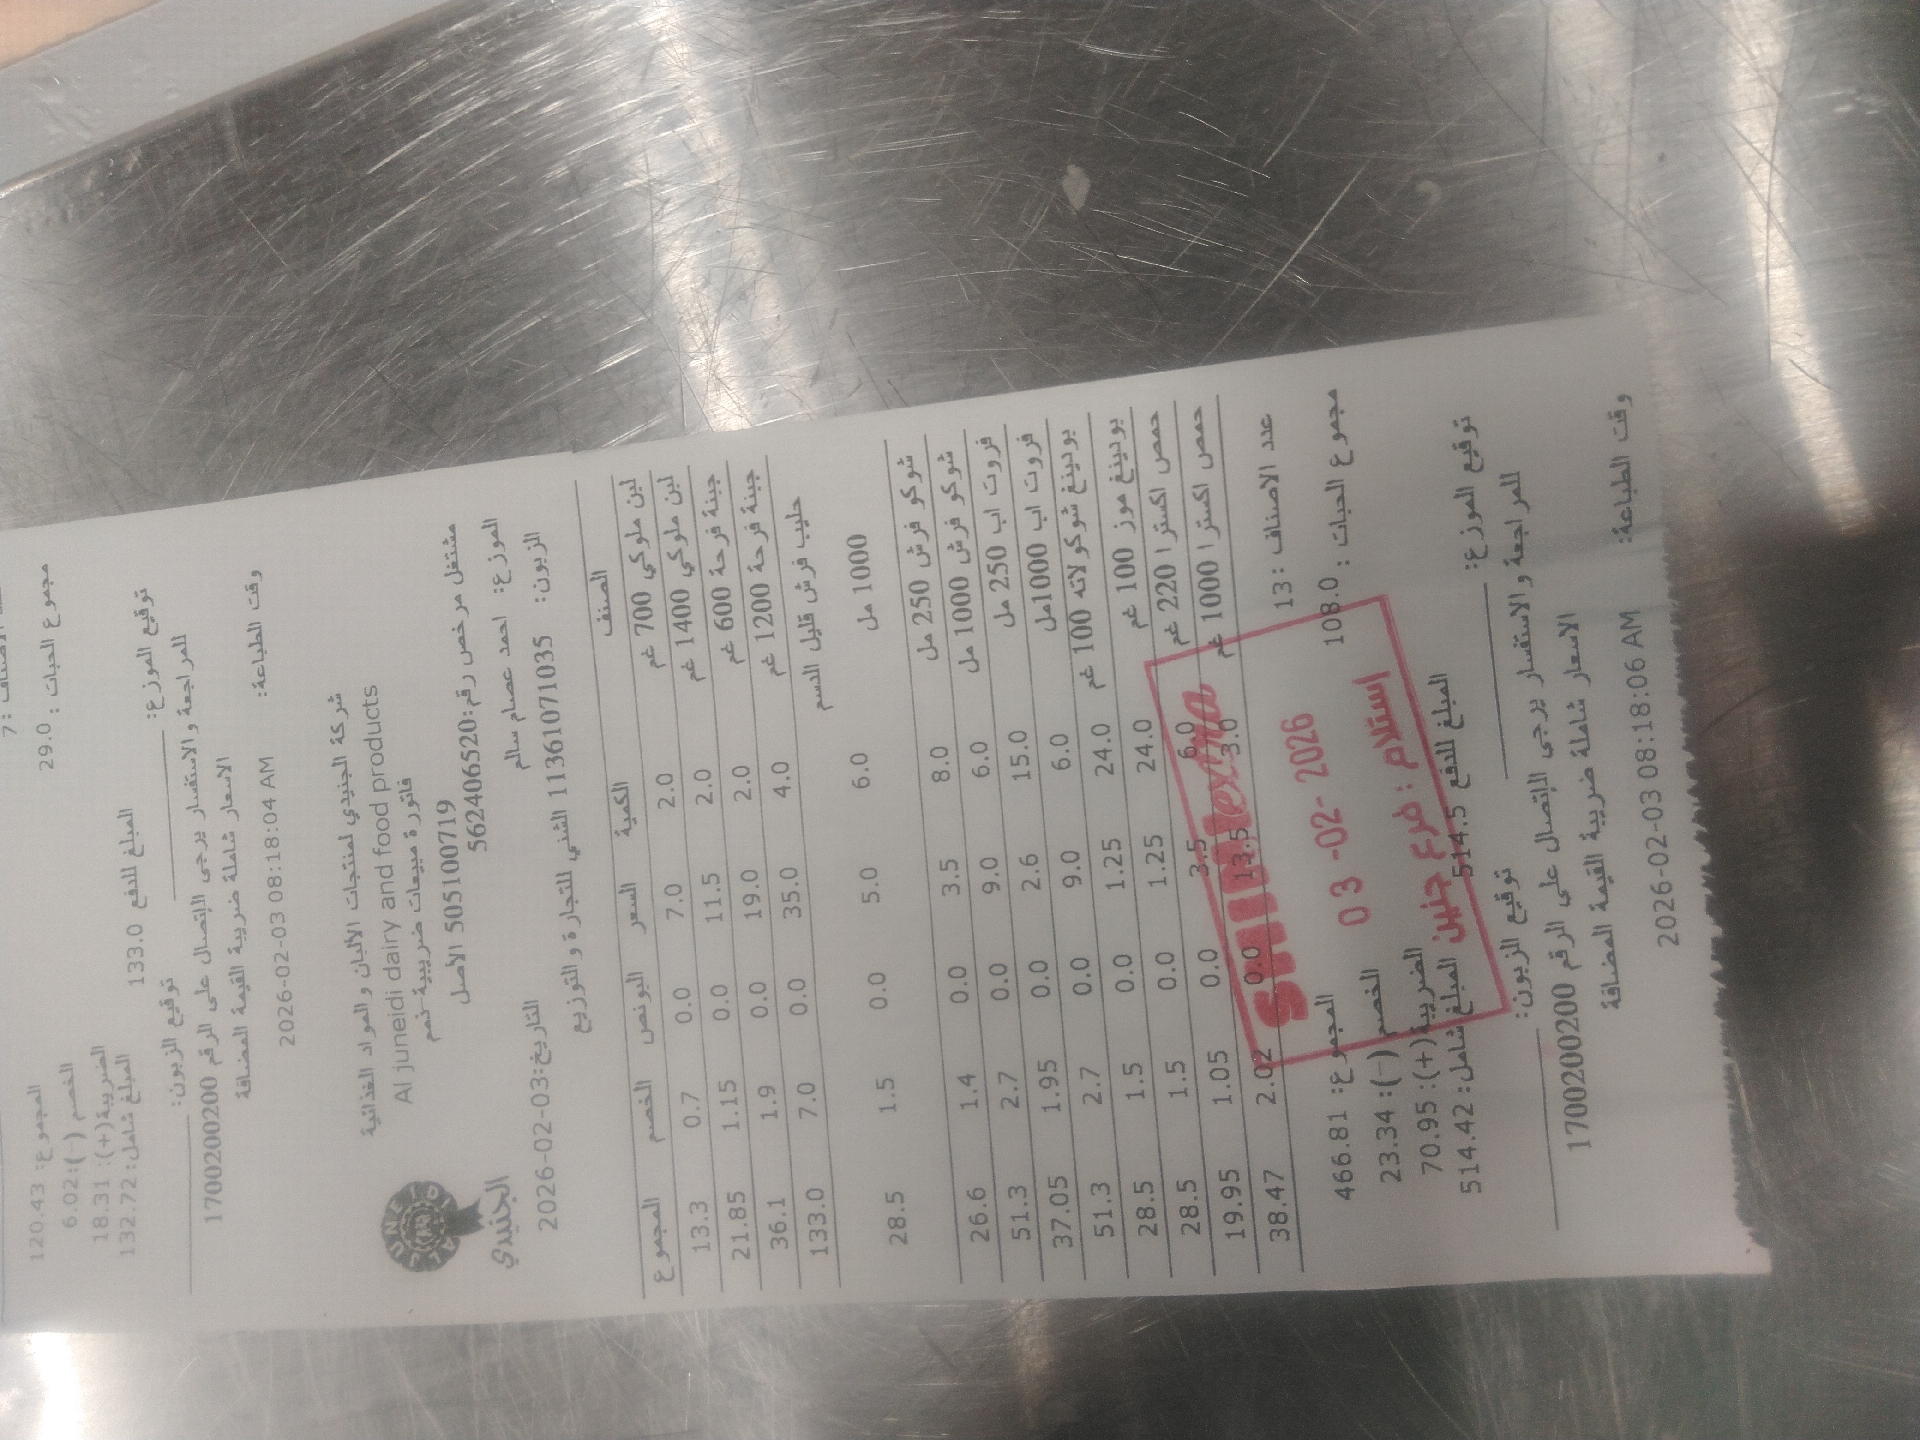 7
مجموع الحبات : 29.0
المجموع: 120.43
الخصم (-): 6.02
الضريبة(+): 18.31
المبلغ شامل: 132.72 المبلغ للدفع 133.0
توقيع الزبون: توقيع الموزع:
للمراجعة والاستفسار يرجى الإتصال على الرقم 1700200200
الاسعار شاملة ضريبة القيمة المضافة
وقت الطباعة:
2026-02-03 08:18:04 AM
شركة الجنيدي لمنتجات الألبان و المواد الغذائية
Al juneidi dairy and food products
فاتورة مبيعات ضريبية-نمم
505100719 الأصل
مشتغل مرخص رقم: 562406520
الجنيدي
الموزع: احمد عصام سالم
التاريخ: 2026-02-03
الزبون: 1136107103‎5 الشني للتجارة و التوزيع
الصنف الكمية السعر البونص الخصم المجموع
لبن ملوكي 700 غم 2.0 7.0 0.0 0.7 13.3
لبن ملوكي 1400 غم 2.0 11.5 0.0 1.15 21.85
جبنة فرحة 600 غم 2.0 19.0 0.0 1.9 36.1
جبنة فرحة 1200 غم 4.0 35.0 0.0 7.0 133.0
حليب فرش قليل الدسم
1000 مل 6.0 5.0 0.0 1.5 28.5
شوكو فرش 250 مل 8.0 3.5 0.0 1.4 26.6
شوكو فرش 1000 مل 6.0 9.0 0.0 2.7 51.3
فروت اب 250 مل 15.0 2.6 0.0 1.95 37.05
فروت اب 1000مل 6.0 9.0 0.0 2.7 51.3
بودينغ شوكولاته 100 غم 24.0 1.25 0.0 1.5 28.5
بودينغ موز 100 غم 24.0 1.25 0.0 1.5 28.5
حمص اكسترا 220 غم 6.0 3.5 0.0 1.05 19.95
حمص اكسترا 1000 غم 3.0 13.5 0.0 2.02 38.47
عدد الاصناف : 13
مجموع الحبات : 108.0
المجموع: 466.81
الخصم (-): 23.34
الضريبة(+): 70.95
المبلغ شامل: 514.42 المبلغ للدفع 514.5
03 -02- 2026
استلام : فرع جنين
توقيع الزبون: توقيع الموزع:
للمراجعة والاستفسار يرجى الإتصال على الرقم 1700200200
الاسعار شاملة ضريبة القيمة المضافة
وقت الطباعة:
2026-02-03 08:18:06 AM